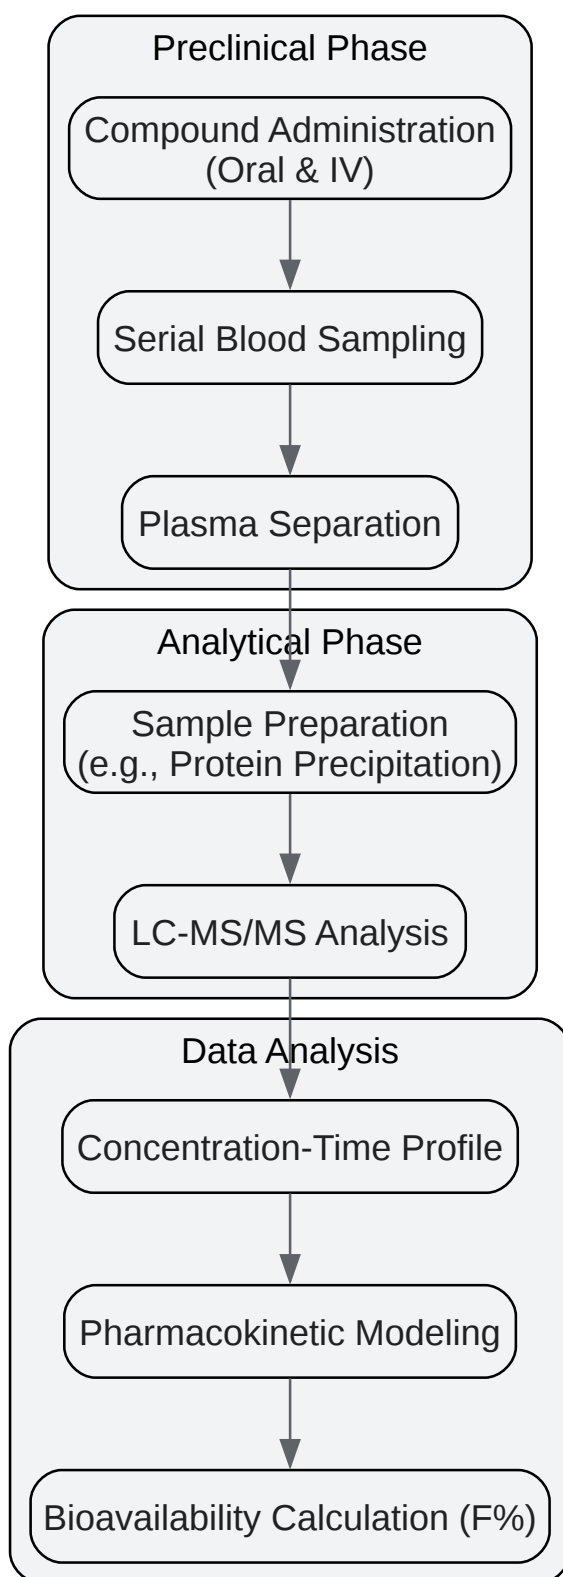 Preclinical Phase
Compound Administration
(Oral & IV)
Serial Blood Sampling
Plasma Separation
Analytical Phase
Sample Preparation
(e.g., Protein Precipitation)
LC-MS/MS Analysis
Data Analysis
Concentration-Time Profile
Pharmacokinetic Modeling
Bioavailability Calculation (F%)